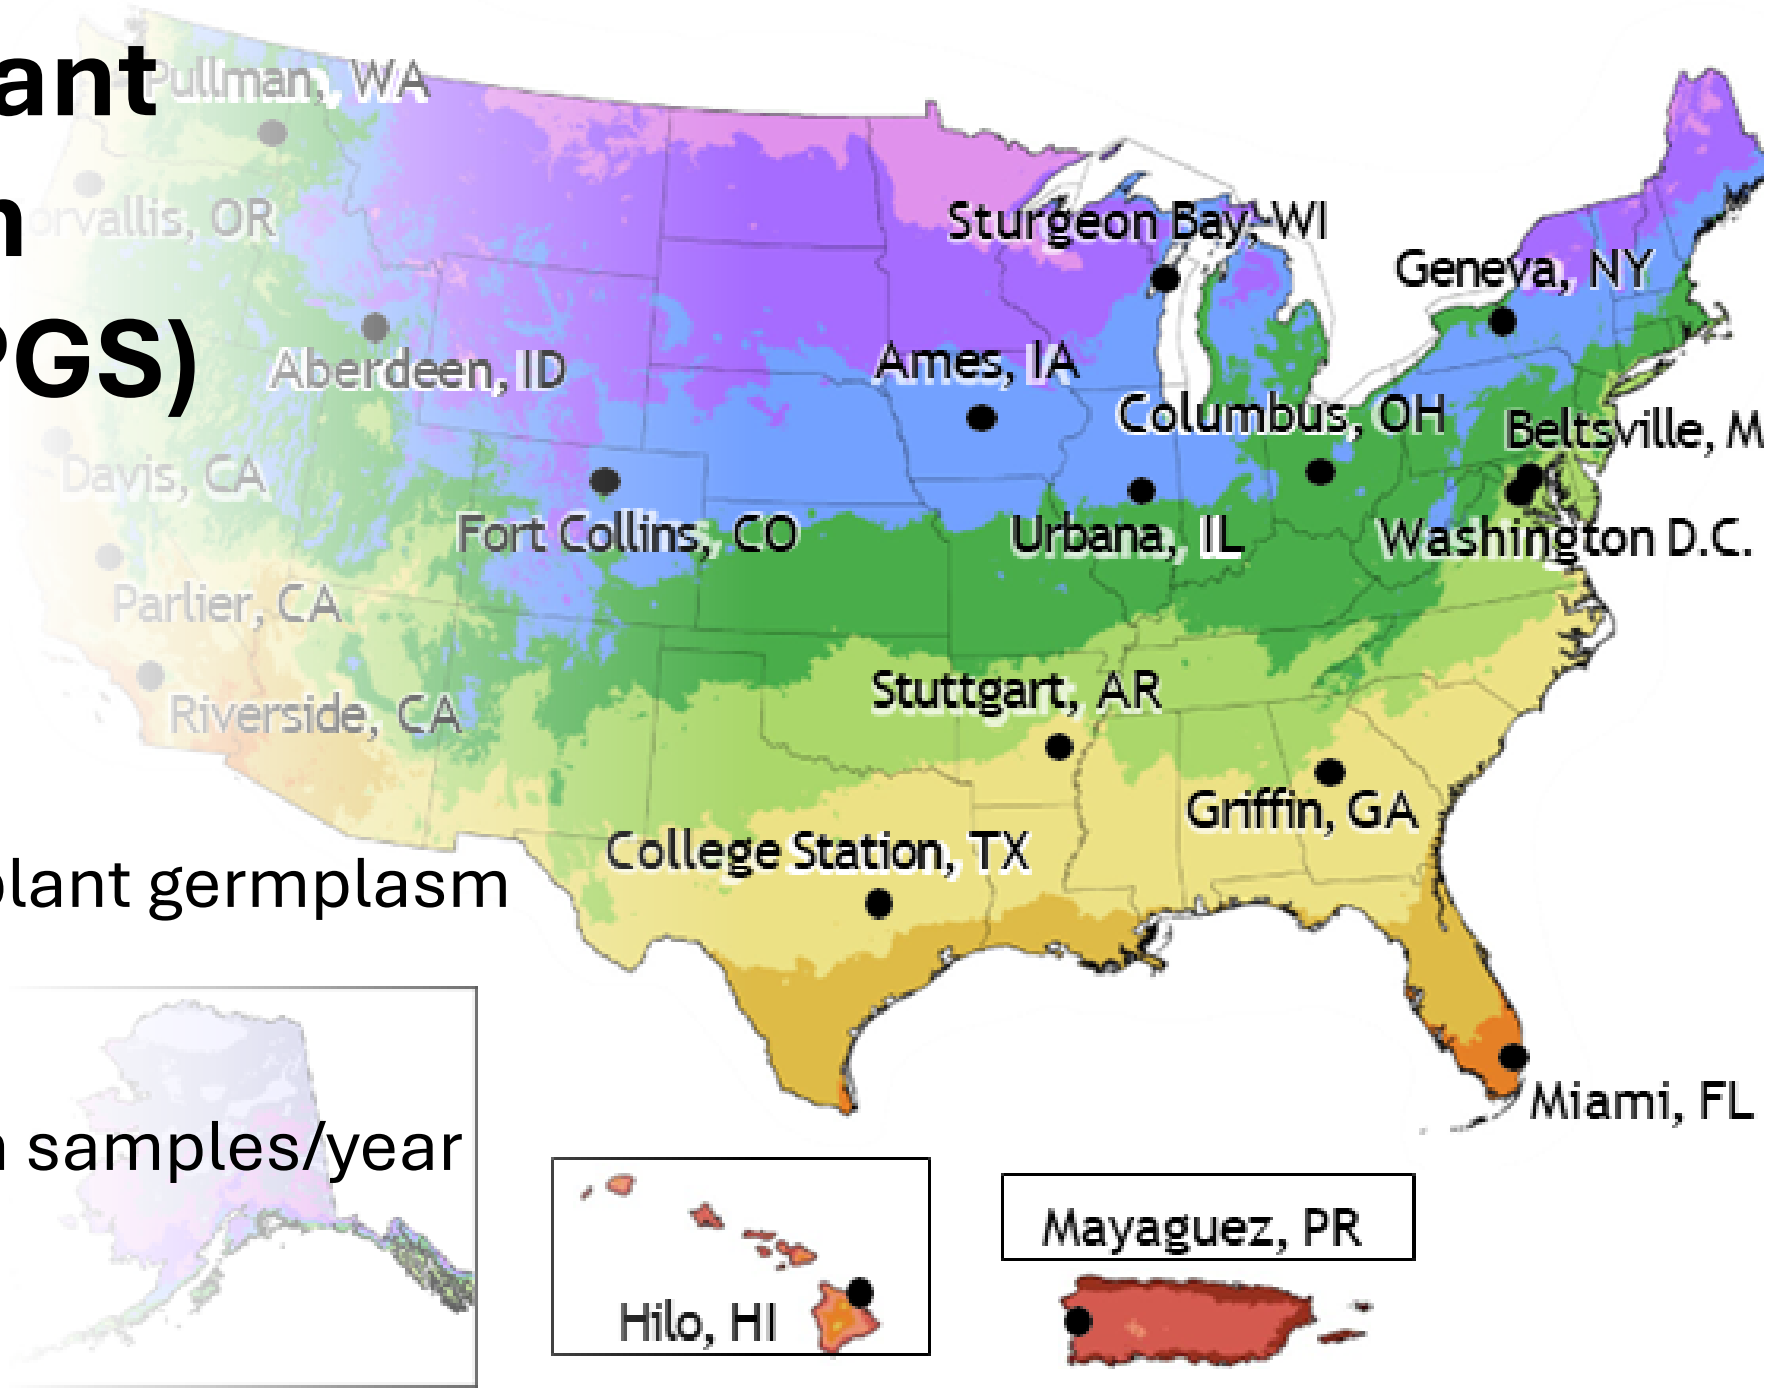 ant
Pullman, WA
orvallis, OR
n
PGS)
Sturgeon Bay, WI
Geneva, NY
Aberdeen, ID
Ames, IA
Columbus, OH
Beltsville, M
Davis, CA
Fort Collins, CO
Urbana, IL
Washington D.C.
Parlier, CA
Riverside, CA
Stuttgart, AR
Griffin, GA
College Station, TX
plant germplasm
Miami, FL
samples/year
Mayaguez, PR
Hilo, HI